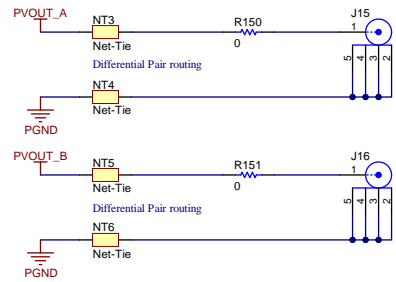 PVOUT_A
NT3
Net-Tie
R150
0
J15
1
5
4
3
2
Differential Pair routing
NT4
Net-Tie
PGND
PVOUT_B
NT5
Net-Tie
R151
0
J16
1
5
4
3
2
Differential Pair routing
NT6
Net-Tie
PGND